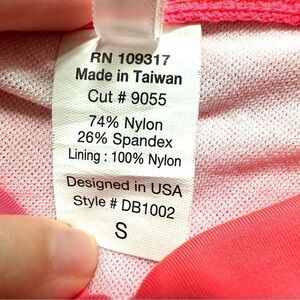 RN 109317
Made in Taiwan
Cut # 9055
74% Nylon
26% Spandex
Lining : 100% Nylon
Designed in USA
Style # DB1002
S